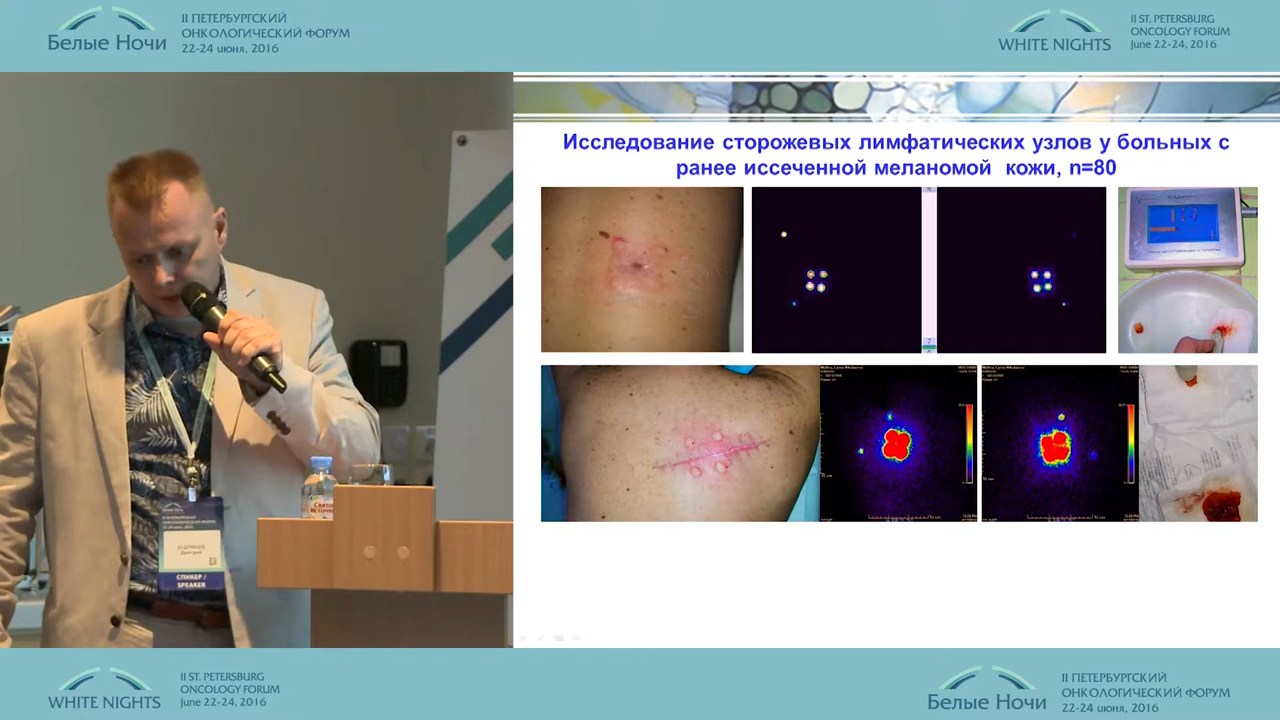 Белые Ночи
II ПЕТЕРБУРГСКИЙ
ОНКОЛОГИЧЕСКИЙ ФОРУМ
22-24 июня, 2016
WHITE NIGHTS
II ST. PETERSBURG
ONCOLOGY FORUM
June 22-24, 2016
Исследование сторожевых лимфатических узлов у больных с
ранее иссеченной меланомой кожи, n=80
СПИКЕР /
SPEAKER
WHITE NIGHTS
II ST. PETERSBURG
ONCOLOGY FORUM
June 22-24, 2016
Белые Ночи
II ПЕТЕРБУРГСКИЙ
ОНКОЛОГИЧЕСКИЙ ФОРУМ
22-24 июня, 2016